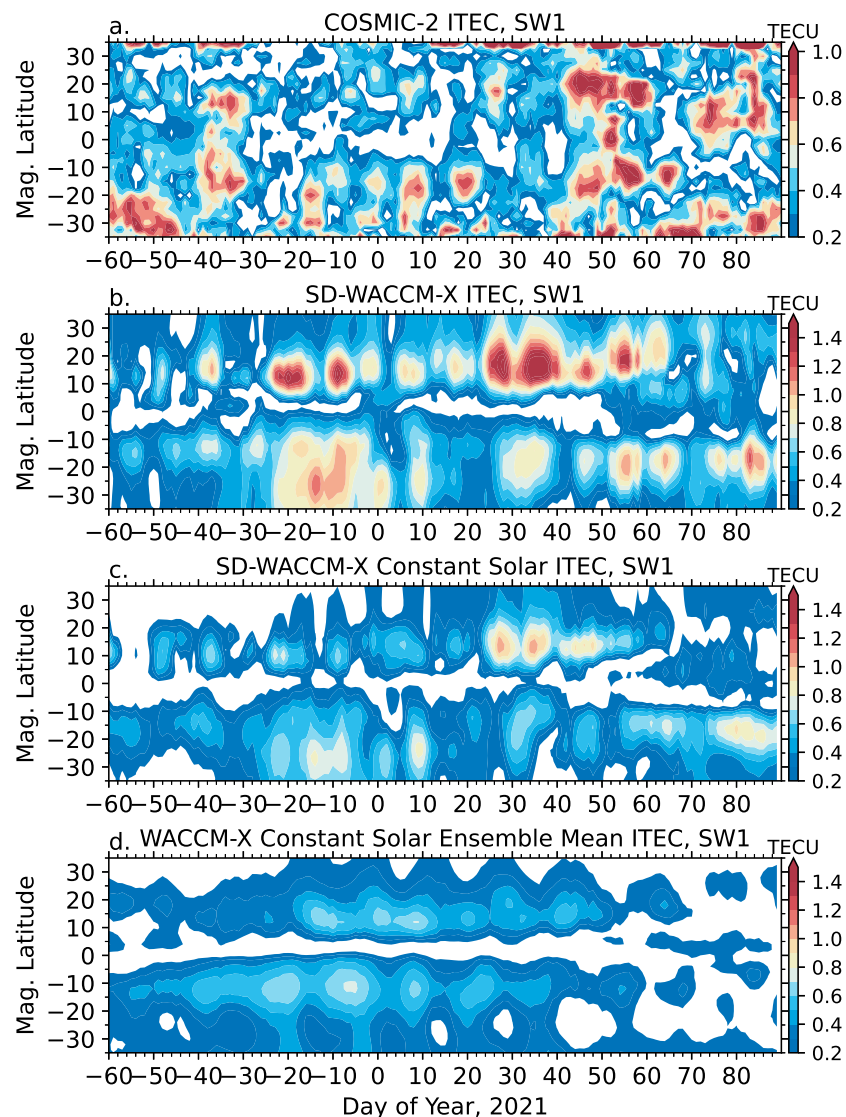 a.
COSMIC-2 ITEC, SW1
TECU
Mag. Latitude
30
20
10
0
−10
−20
−30
1.0
0.8
0.6
0.4
0.2
−60 −50 −40 −30 −20 −10 0 10 20 30 40 50 60 70 80
b.
SD-WACCM-X ITEC, SW1
TECU
Mag. Latitude
30
20
10
0
−10
−20
−30
1.4
1.2
1.0
0.8
0.6
0.4
0.2
−60 −50 −40 −30 −20 −10 0 10 20 30 40 50 60 70 80
c.
SD-WACCM-X Constant Solar ITEC, SW1
TECU
Mag. Latitude
30
20
10
0
−10
−20
−30
1.4
1.2
1.0
0.8
0.6
0.4
0.2
−60 −50 −40 −30 −20 −10 0 10 20 30 40 50 60 70 80
d.
WACCM-X Constant Solar Ensemble Mean ITEC, SW1
TECU
Mag. Latitude
30
20
10
0
−10
−20
−30
1.4
1.2
1.0
0.8
0.6
0.4
0.2
−60 −50 −40 −30 −20 −10 0 10 20 30 40 50 60 70 80
Day of Year, 2021